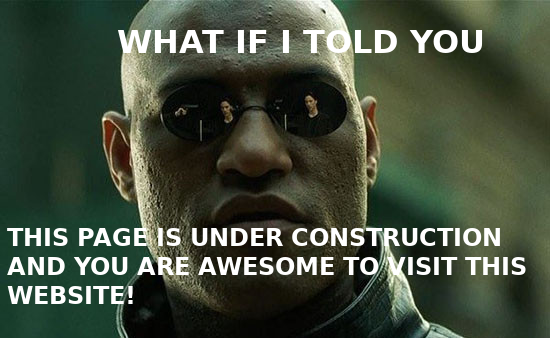 WHAT IF I TOLD YOU
THIS PAGE IS UNDER CONSTRUCTION
AND YOU ARE AWESOME TO VISIT THIS
WEBSITE!